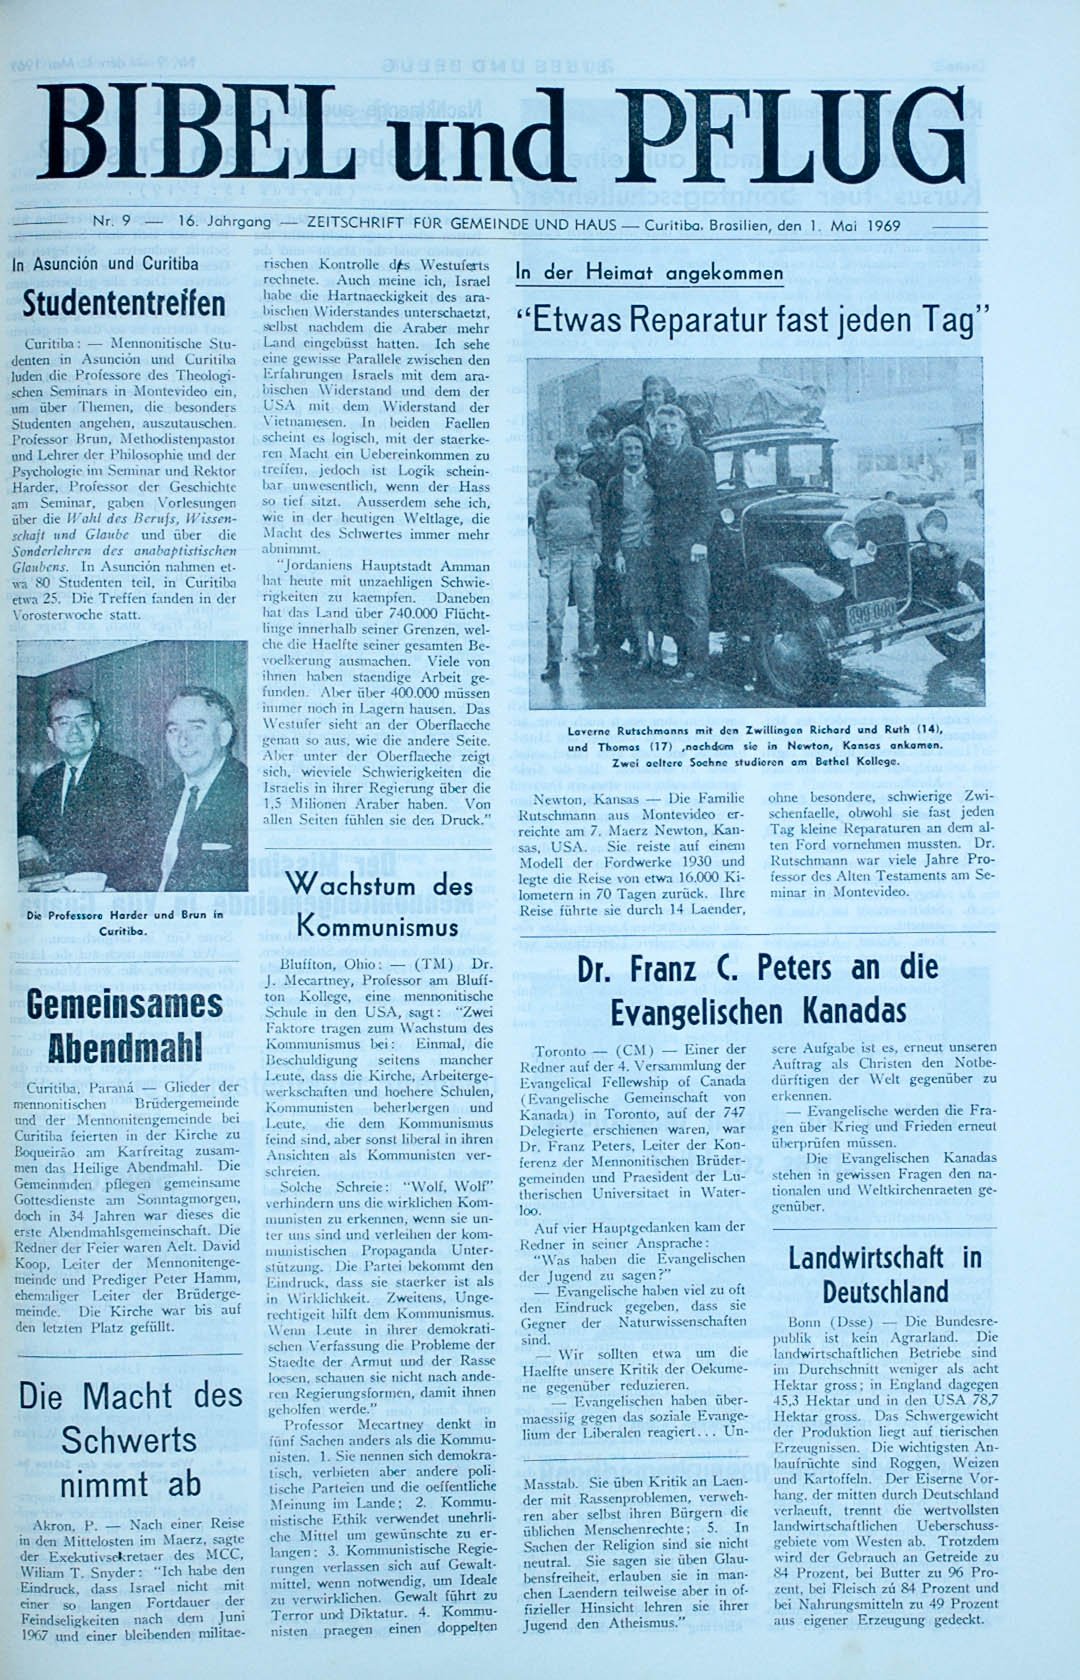 BIBEL und PFLUG
Nr. 9 — 16. Jahrgang — ZEITSCHRIFT FÜR GEMEINDE UND HAUS — Curitiba, Brasilien, den 1. Mai 1969
In Asunción und Curitiba
Studententreffen
Curitiba: — Mennonitische Stu-
denten in Asunción und Curitiba
luden die Professore des Theologi-
schen Seminars in Montevideo ein,
um über Themen, die besonders
Studenten angehen, auszutauschen.
Professor Brun, Methodistenpastor
und Lehrer der Philosophie und der
Psychologie im Seminar und Rektor
Harder, Professor der Geschichte
am Seminar, gaben Vorlesungen
über die Wahl des Berufs, Wissen-
schaft und Glaube und über die
Sonderlehren des anabaptistischen
Glaubens. In Asunción nahmen et-
wa 80 Studenten teil, in Curitiba
etwa 25. Die Treffen fanden in der
Vorosterwoche statt.
Die Professore Harder und Brun in
Curitiba.
Gemeinsames
Abendmahl
Curitiba, Paraná — Glieder der
mennonitischen Brüdergemeinde
und der Mennonitengemeinde bei
Curitiba feierten in der Kirche zu
Boqueirão am Karfreitag zusam-
men das Heilige Abendmahl. Die
Gemeinmden pflegen gemeinsame
Gottesdienste am Sonntagmorgen,
doch in 34 Jahren war dieses die
erste Abendmahlsgemeinschaft. Die
Redner der Feier waren Aelt. David
Koop, Leiter der Mennonitenge-
meinde und Prediger Peter Hamm,
ehemaliger Leiter der Brüderge-
meinde. Die Kirche war bis auf
den letzten Platz gefüllt.
Die Macht des
Schwerts
nimmt ab
Akron, P. — Nach einer Reise
in den Mittelosten im Maerz, sagte
der Exekutivsekretaer des MCC,
Wiliam T. Snyder: "Ich habe den
Eindruck, dass Israel nicht mit
einer so langen Fortdauer der
Feindseligkeiten nach dem Juni
1967 und einer bleibenden militae-
rischen Kontrolle des Westuferts
rechnete. Auch meine ich, Israel
habe die Hartnaeckigkeit des ara-
bischen Widerstandes unterschaetzt,
selbst nachdem die Araber mehr
Land eingebüsst hatten. Ich sehe
eine gewisse Parallele zwischen den
Erfahrungen Israels mit dem ara-
bischen Widerstand und dem der
USA mit dem Widerstand der
Vietnamesen. In beiden Faellen
scheint es logisch, mit der staerke-
ren Macht ein Uebereinkommen zu
treffen, jedoch ist Logik schein-
bar unwesentlich, wenn der Hass
so tief sitzt. Ausserdem sehe ich,
wie in der heutigen Weltlage, die
Macht des Schwertes immer mehr
abnimmt.
"Jordaniens Hauptstadt Amman
hat heute mit unzaehligen Schwie-
rigkeiten zu kaempfen. Daneben
hat das Land über 740.000 Flücht-
linge innerhalb seiner Grenzen, wel-
che die Haelfte seiner gesamten Be-
voelkerung ausmachen. Viele von
ihnen haben staendige Arbeit ge-
funden. Aber über 400.000 müssen
immer noch in Lagern hausen. Das
Westufer sieht an der Oberflaeche
genau so aus, wie die andere Seite.
Aber unter der Oberflaeche zeigt
sich, wieviele Schwierigkeiten die
Israelis in ihrer Regierung über die
1,5 Milionen Araber haben. Von
allen Seiten fühlen sie den Druck."
Wachstum des
Kommunismus
Bluffton, Ohio: — (TM) Dr.
J. Mecartney, Professor am Bluff-
ton Kollege, eine mennonitische
Schule in den USA, sagt: "Zwei
Faktore tragen zum Wachstum des
Kommunismus bei: Einmal, die
Beschuldigung seitens mancher
Leute, dass die Kirche, Arbeiterge-
werkschaften und hoehere Schulen,
Kommunisten beherbergen und
Leute, die dem Kommunismus
feind sind, aber sonst liberal in ihren
Ansichten als Kommunisten ver-
schreien.
Solche Schreie: "Wolf, Wolf"
verhindern uns die wirklichen Kom-
munisten zu erkennen, wenn sie un-
ter uns sind und verleihen der kom-
munistischen Propaganda Unter-
stützung. Die Partei bekommt den
Eindruck, dass sie staerker ist als
in Wirklichkeit. Zweitens, Unge-
rechtigeit hilft dem Kommunismus.
Wenn Leute in ihrer demokrati-
schen Verfassung die Probleme der
Staedte der Armut und der Rasse
loesen, schauen sie nicht nach ande-
ren Regierungsformen, damit ihnen
geholfen werde."
Professor Mecartney denkt in
fünf Sachen anders als die Kommu-
nisten. 1. Sie nennen sich demokra-
tisch, verbieten aber andere poli-
tische Parteien und die oeffentliche
Meinung im Lande; 2. Kommu-
nistische Ethik verwendet unehrli-
che Mittel um gewünschte zu er-
langen; 3. Kommunistische Regie-
rungen verlassen sich auf Gewalt-
mittel, wenn notwendig, um Ideale
zu verwirklichen. Gewalt führt zu
Terror und Diktatur. 4. Kommu-
nisten praegen einen doppelten
In der Heimat angekommen
"Etwas Reparatur fast jeden Tag"
999-000
Laverne Rutschmanns mit den Zwillingen Richard und Ruth (14),
und Thomas (17) ,nachdem sie in Newton, Kansas ankamen.
Zwei aeltere Soehne studieren am Bethel Kollege.
Newton, Kansas — Die Familie
Rutschmann aus Montevideo er-
reichte am 7. Maerz Newton, Kan-
sas, USA. Sie reiste auf einem
Modell der Fordwerke 1930 und
legte die Reise von etwa 16.000 Ki-
lometern in 70 Tagen zurück. Ihre
Reise führte sie durch 14 Laender,
ohne besondere, schwierige Zwi-
schenfaelle, obwohl sie fast jeden
Tag kleine Reparaturen an dem al-
ten Ford vornehmen mussten. Dr.
Rutschmann war viele Jahre Pro-
fessor des Alten Testaments am Se-
minar in Montevideo.
Dr. Franz C. Peters an die
Evangelischen Kanadas
Toronto — (CM) — Einer der
Redner auf der 4. Versammlung der
Evangelical Fellowship of Canada
(Evangelische Gemeinschaft von
Kanada) in Toronto, auf der 747
Delegierte erschienen waren, war
Dr. Franz Peters, Leiter der Kon-
ferenz der Mennonitischen Brüder-
gemeinden und Praesident der Lu-
therischen Universitaet in Water-
loo.
Auf vier Hauptgedanken kam der
Redner in seiner Ansprache:
"Was haben die Evangelischen
der Jugend zu sagen?"
— Evangelische haben viel zu oft
den Eindruck gegeben, dass sie
Gegner der Naturwissenschaften
sind.
— Wir sollten etwa um die
Haelfte unsere Kritik der Oekume-
ne gegenüber reduzieren.
— Evangelischen haben über-
maessiig gegen das soziale Evange-
lium der Liberalen reagiert... Un-
sere Aufgabe ist es, erneut unseren
Auftrag als Christen den Notbe-
dürftigen der Welt gegenüber zu
erkennen.
— Evangelische werden die Fra-
gen über Krieg und Frieden erneut
überprüfen müssen.
Die Evangelischen Kanadas
stehen in gewissen Fragen den na-
tionalen und Weltkirchenraeten ge-
genüber.
Masstab. Sie üben Kritik an Laen-
der mit Rassenproblemen, verweh-
ren aber selbst ihren Bürgern die
üblichen Menschenrechte; 5. In
Sachen der Religion sind sie nicht
neutral. Sie sagen sie üben Glau-
bensfreiheit, erlauben sie in man-
chen Laendern teilweise aber in of-
fizieller Hinsicht lehren sie ihrer
Jugend den Atheismus."
Landwirtschaft in
Deutschland
Bonn (Dsse) — Die Bundesre-
publik ist kein Agrarland. Die
landwirtschaftlichen Betriebe sind
im Durchschnitt weniger als acht
Hektar gross; in England dagegen
45,3 Hektar und in den USA 78,7
Hektar gross. Das Schwergewicht
der Produktion liegt auf tierischen
Erzeugnissen. Die wichtigsten An-
baufrüchte sind Roggen, Weizen
und Kartoffeln. Der Eiserne Vor-
hang, der mitten durch Deutschland
verlaeuft, trennt die wertvollsten
landwirtschaftlichen Ueberschuss-
gebiete vom Westen ab. Trotzdem
wird der Gebrauch an Getreide zu
84 Prozent, bei Butter zu 96 Pro-
zent, bei Fleisch zú 84 Prozent und
bei Nahrungsmitteln zu 49 Prozent
aus eigener Erzeugung gedeckt.